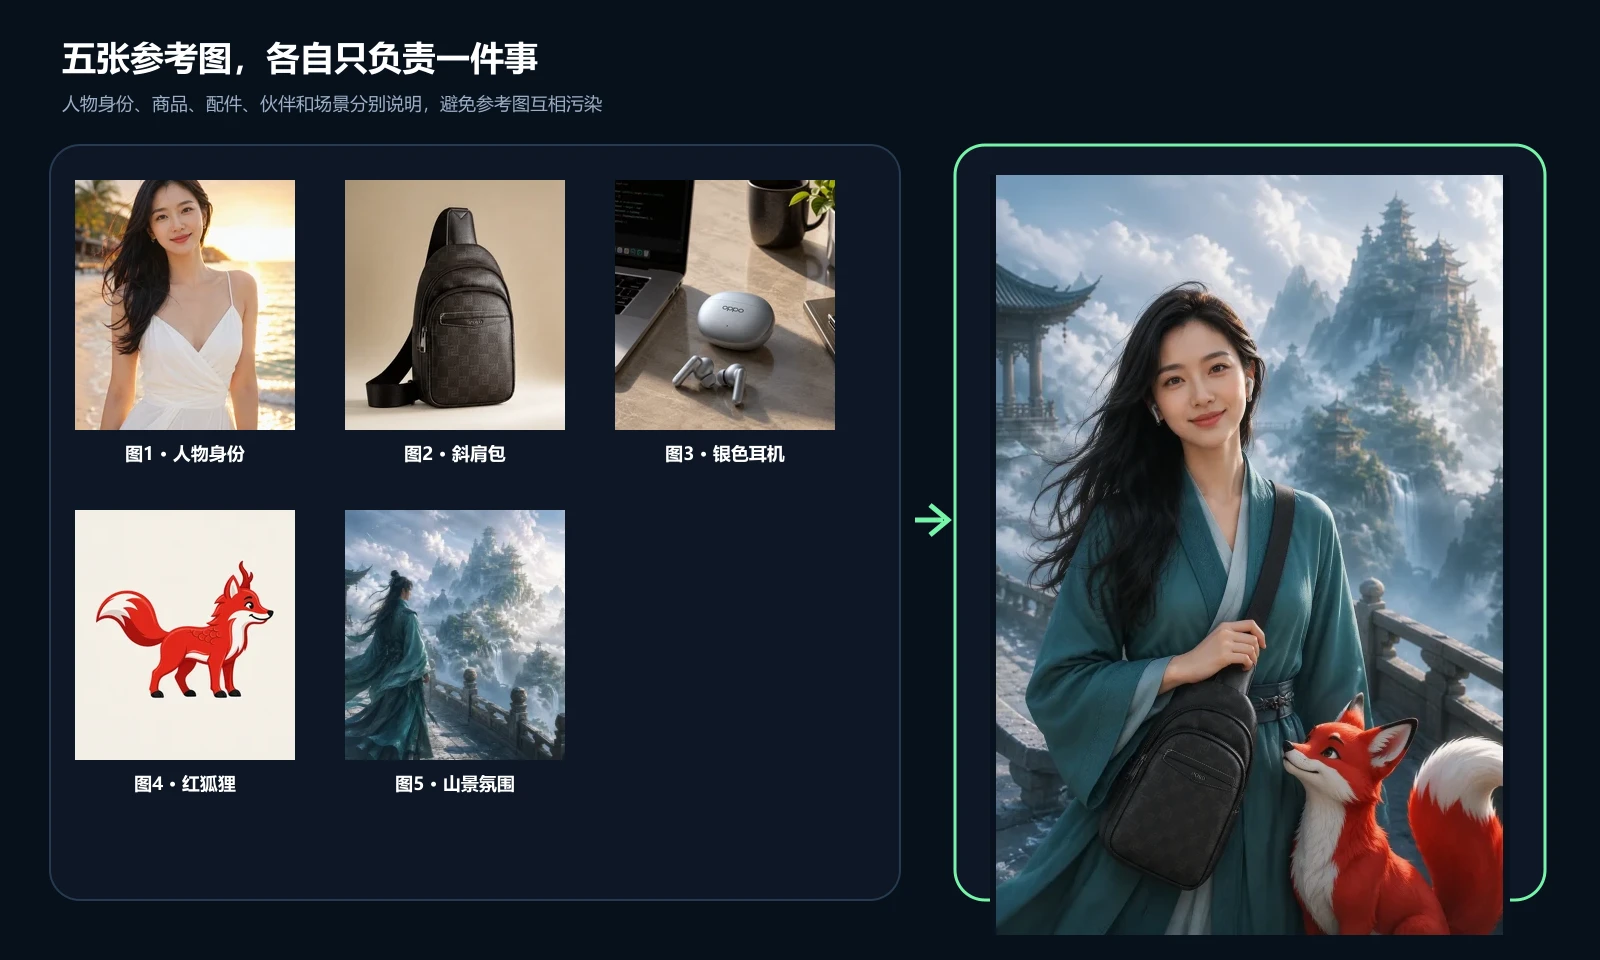 五张参考图，各自只负责一件事
人物身份、商品、配件、伙伴和场景分别说明，避免参考图互相污染
oppo
图1・人物身份
图2・斜肩包
图3・银色耳机
图4・红狐狸
图5・山景氛围